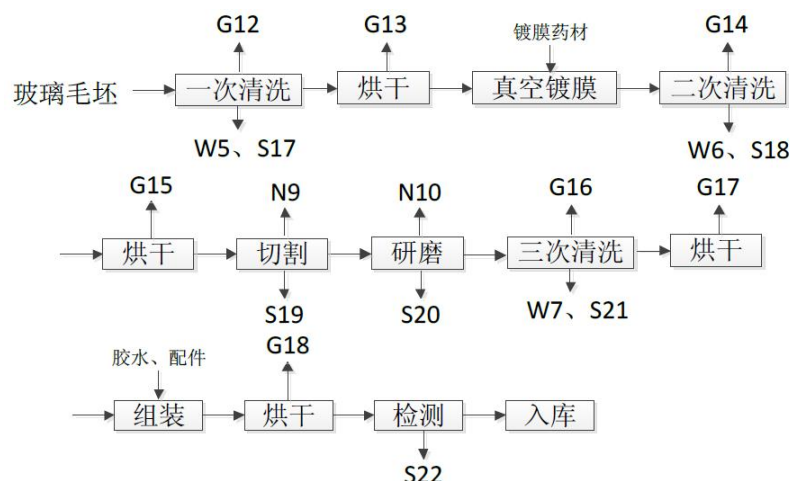 G12 G13 镀膜药材 G14
玻璃毛坯 一次清洗 烘干 真空镀膜 二次清洗
W5、S17 W6、S18
G15 N9 N10 G16 G17
烘干 切割 研磨 三次清洗 烘干
S19 S20 W7、S21
胶水、配件 G18
组装 烘干 检测 入库
S22